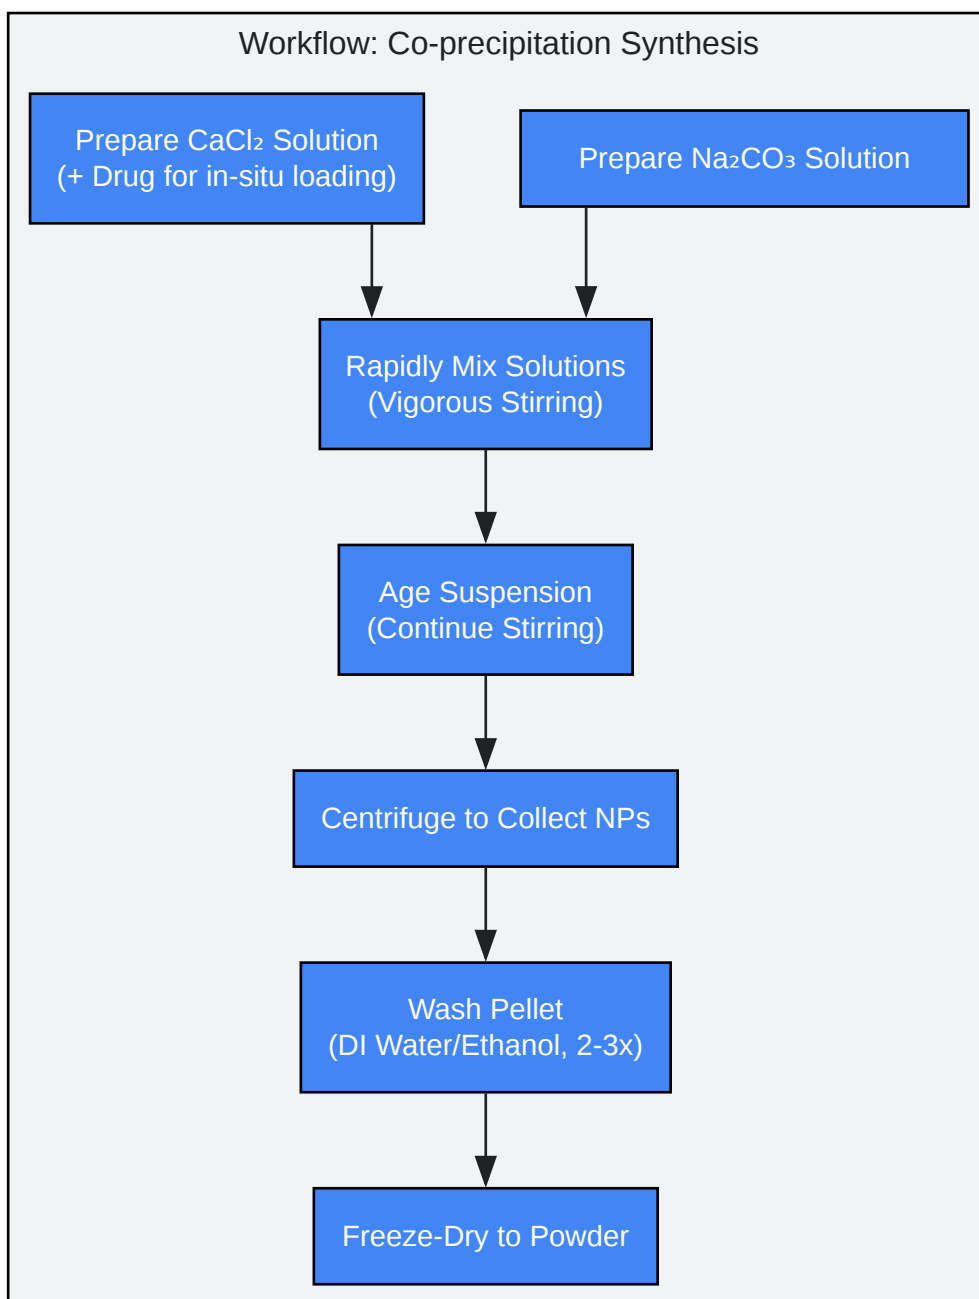 Workflow: Co-precipitation Synthesis
Prepare CaCl₂ Solution
(+ Drug for in-situ loading)
Prepare Na₂CO₃ Solution
Rapidly Mix Solutions
(Vigorous Stirring)
Age Suspension
(Continue Stirring)
Centrifuge to Collect NPs
Wash Pellet
(DI Water/Ethanol, 2-3x)
Freeze-Dry to Powder